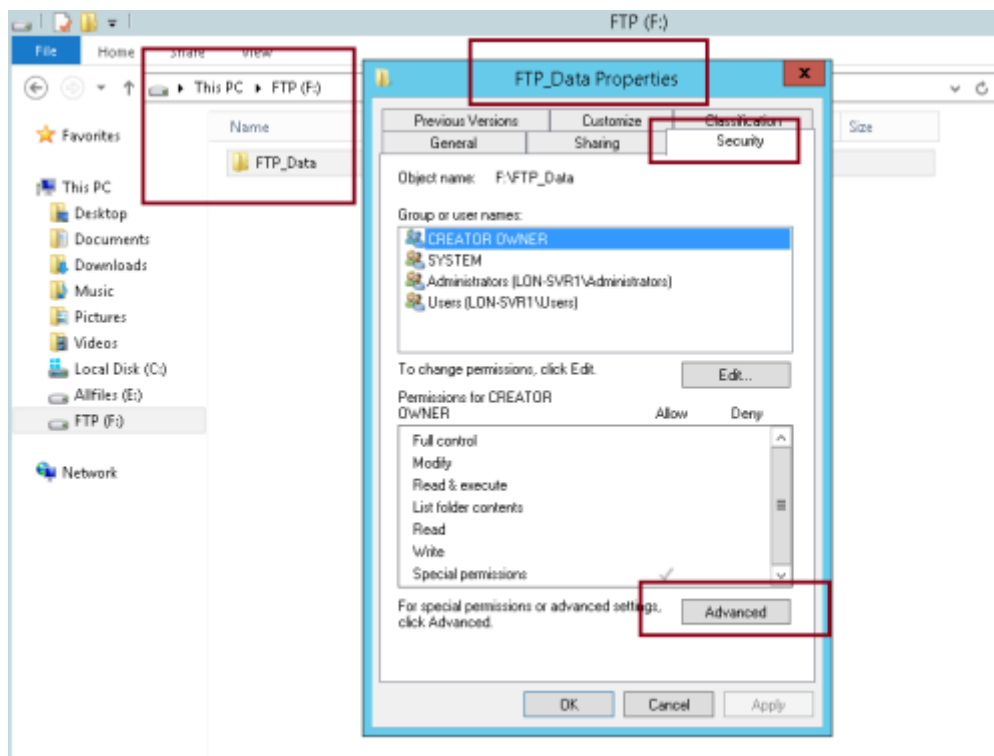 FTP (F:)
File Home Share View
This PC FTP (F:)
Favorites
This PC
Desktop
Documents
Downloads
Music
Pictures
Videos
Local Disk (C:)
Allfiles (E:)
FTP (F:)
Network
Name
Size
FTP_Data
FTP_Data Properties
x
Previous Versions Customize Classification
General Sharing Security
Object name: F:\FTP_Data
Group or user names:
CREATOR OWNER
SYSTEM
Administrators (LON-SVR1\Administrators)
Users (LON-SVR1\Users)
To change permissions, click Edit.
Edit...
Permissions for CREATOR
OWNER Allow Deny
Full control
Modify
Read & execute
List folder contents
Read
Write
Special permissions
For special permissions or advanced settings,
click Advanced.
Advanced
OK Cancel Apply